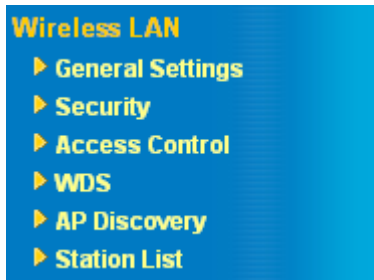 Wireless LAN
General Settings
Security
Access Control
WDS
AP Discovery
Station List